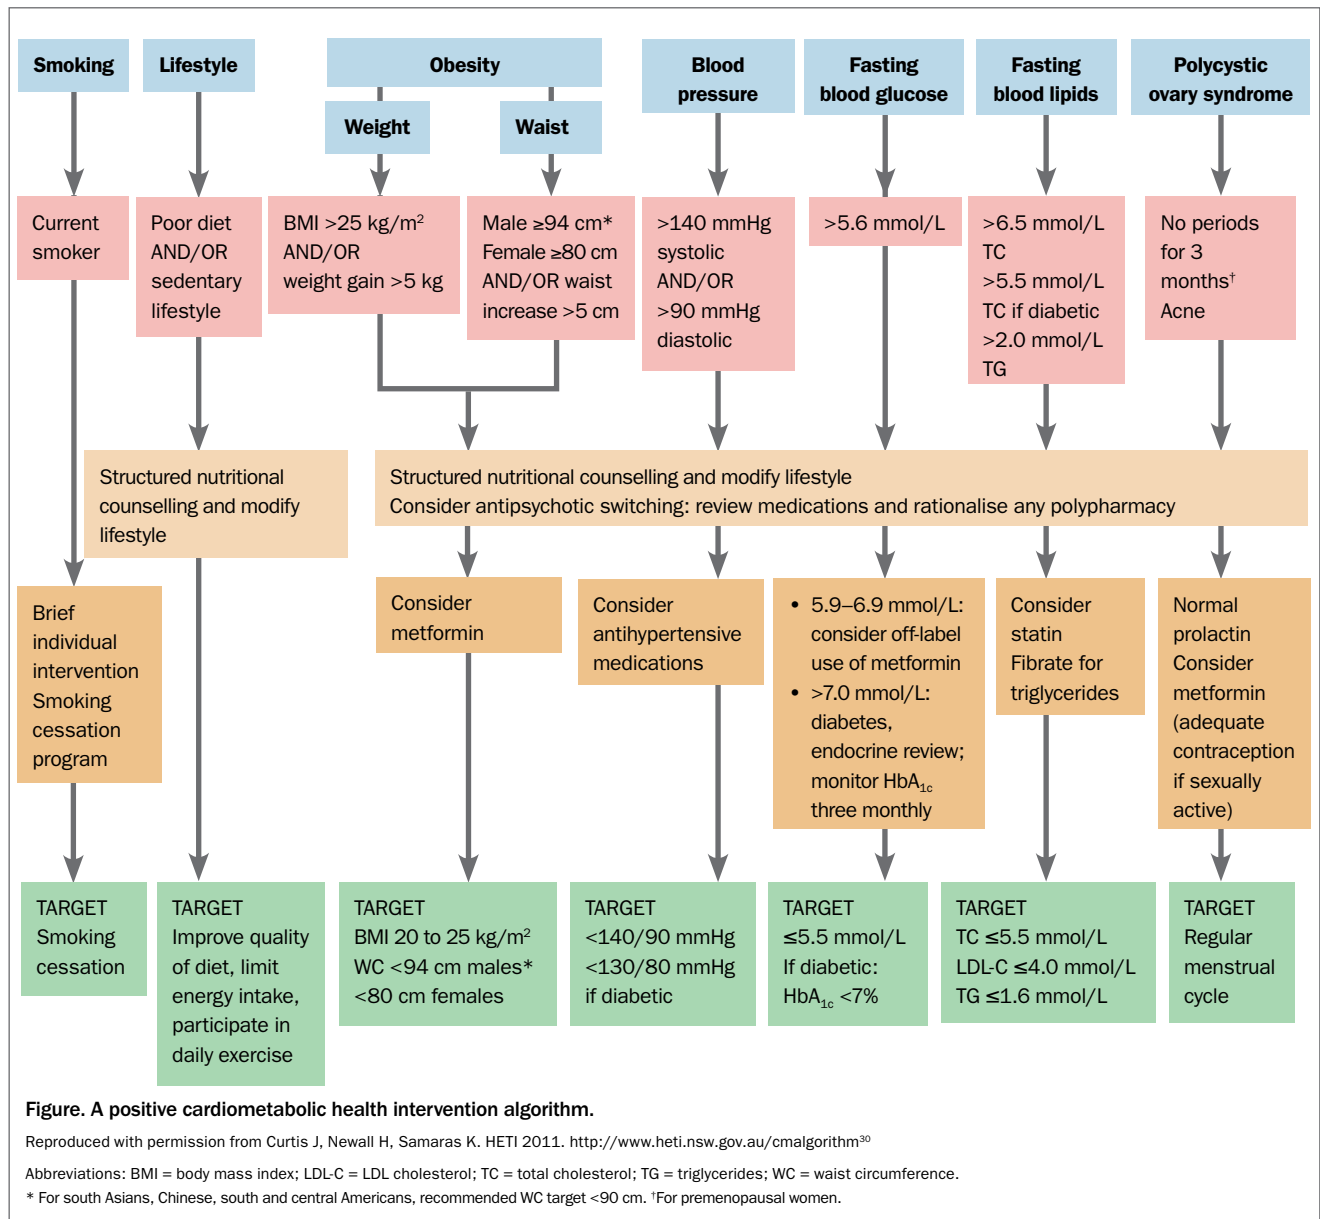 Smoking
Lifestyle
Obesity
Weight
Waist
Blood
pressure
Fasting
blood glucose
Fasting
blood lipids
Polycystic
ovary syndrome
Current
smoker
Poor diet
AND/OR
sedentary
lifestyle
BMI >25 kg/m²
AND/OR
weight gain >5 kg
Male ≥94 cm*
Female ≥80 cm
AND/OR waist
increase >5 cm
>140 mmHg
systolic
AND/OR
>90 mmHg
diastolic
>5.6 mmol/L
>6.5 mmol/L
TC
>5.5 mmol/L
TC if diabetic
>2.0 mmol/L
TG
No periods
for 3
months†
Acne
Structured nutritional
counselling and modify
lifestyle
Structured nutritional counselling and modify lifestyle
Consider antipsychotic switching: review medications and rationalise any polypharmacy
Brief
individual
intervention
Smoking
cessation
program
Consider
metformin
Consider
antihypertensive
medications
• 5.9–6.9 mmol/L:
consider off-label
use of metformin
• >7.0 mmol/L:
diabetes,
endocrine review;
monitor HbA1c
three monthly
Consider
statin
Fibrate for
triglycerides
Normal
prolactin
Consider
metformin
(adequate
contraception
if sexually
active)
TARGET
Smoking
cessation
TARGET
Improve quality
of diet, limit
energy intake,
participate in
daily exercise
TARGET
BMI 20 to 25 kg/m²
WC <94 cm males*
<80 cm females
TARGET
<140/90 mmHg
<130/80 mmHg
if diabetic
TARGET
≤5.5 mmol/L
If diabetic:
HbA1c <7%
TARGET
TC ≤5.5 mmol/L
LDL-C ≤4.0 mmol/L
TG ≤1.6 mmol/L
TARGET
Regular
menstrual
cycle
Figure. A positive cardiometabolic health intervention algorithm.
Reproduced with permission from Curtis J, Newall H, Samaras K. HETI 2011. http://www.heti.nsw.gov.au/cmalgorithm³⁰
Abbreviations: BMI = body mass index; LDL-C = LDL cholesterol; TC = total cholesterol; TG = triglycerides; WC = waist circumference.
* For south Asians, Chinese, south and central Americans, recommended WC target <90 cm. †For premenopausal women.